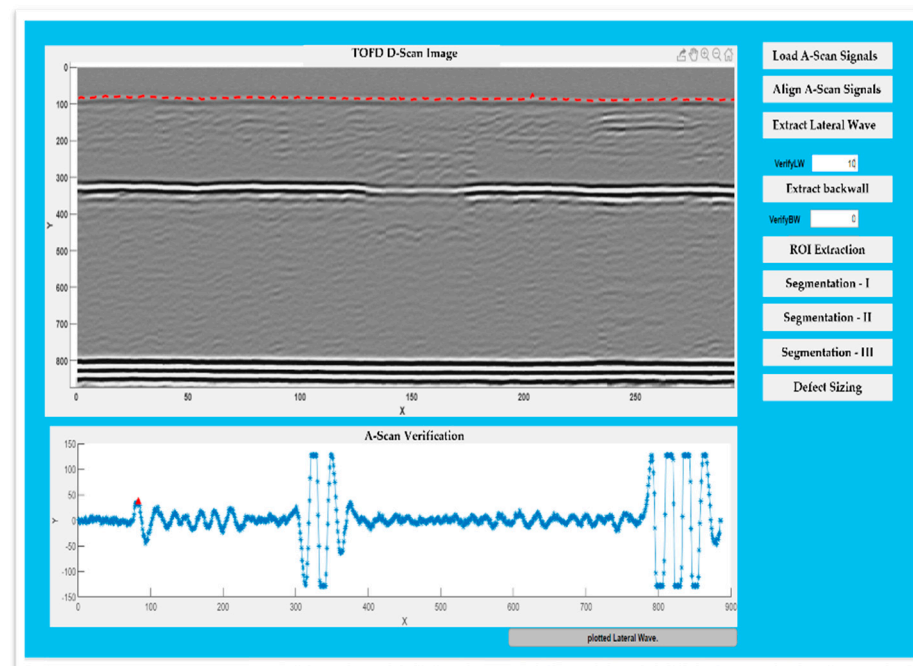 TOFD D-Scan Image
0
100
200
300
400
500
600
700
800
Y
0
50
100
150
200
250
X
A-Scan Verification
150
100
50
0
-50
-100
-150
Y
0
100
200
300
400
500
600
700
800
900
X
plotted Lateral Wave.
Load A-Scan Signals
Align A-Scan Signals
Extract Lateral Wave
VerifyLW 10
Extract backwall
VerifyBW 0
ROI Extraction
Segmentation - I
Segmentation - II
Segmentation - III
Defect Sizing